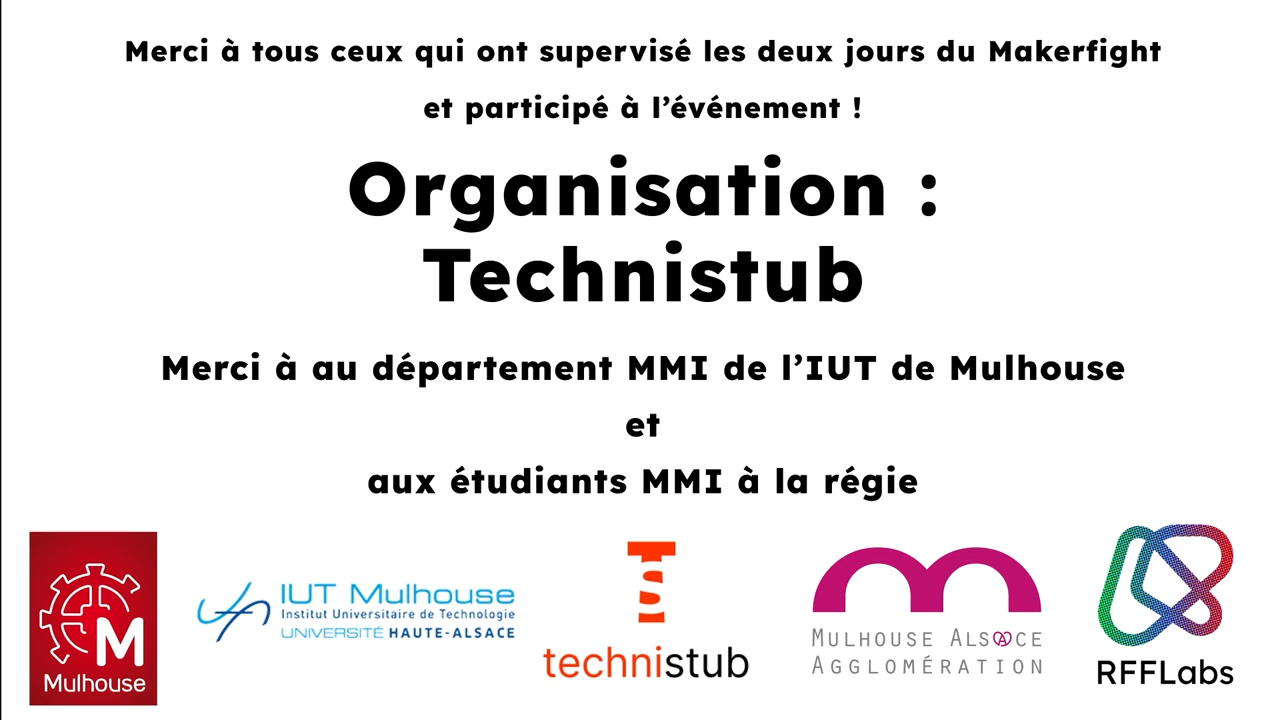 Merci à tous ceux qui ont supervisé les deux jours du Makerfight
et participé à l’événement !
Organisation :
Technistub
Merci à au département MMI de l’IUT de Mulhouse
et
aux étudiants MMI à la régie
M
Mulhouse
IUT Mulhouse
Institut Universitaire de Technologie
UNIVERSITÉ HAUTE-ALSACE
TS
technistub
MULHOUSE ALSACE
AGGLOMÉRATION
RFFLabs